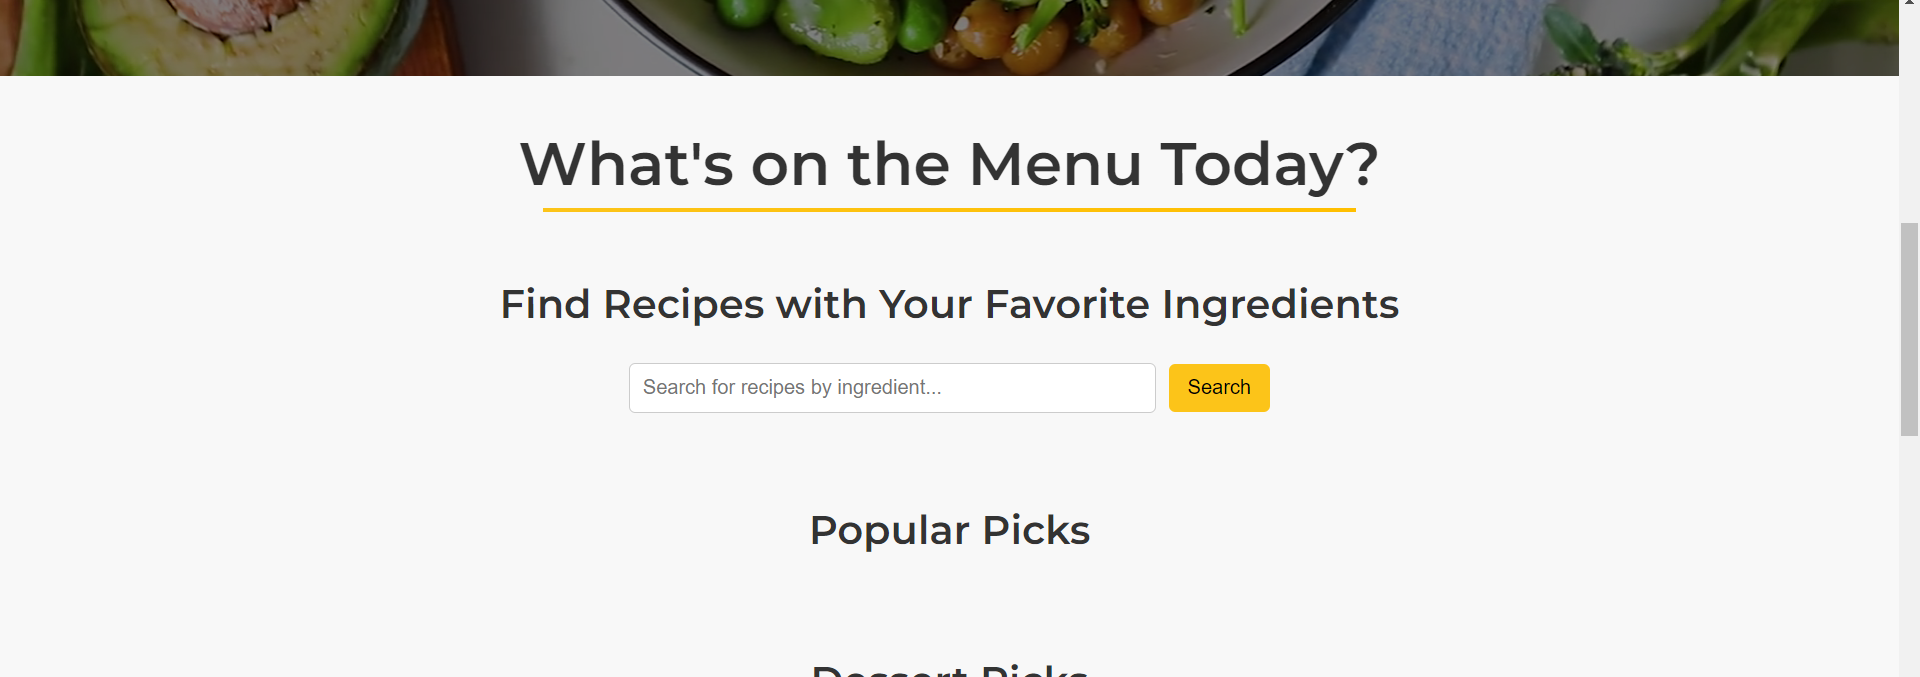 What's on the Menu Today?
Find Recipes with Your Favorite Ingredients
Search for recipes by ingredient...
Search
Popular Picks
Dessert Picks